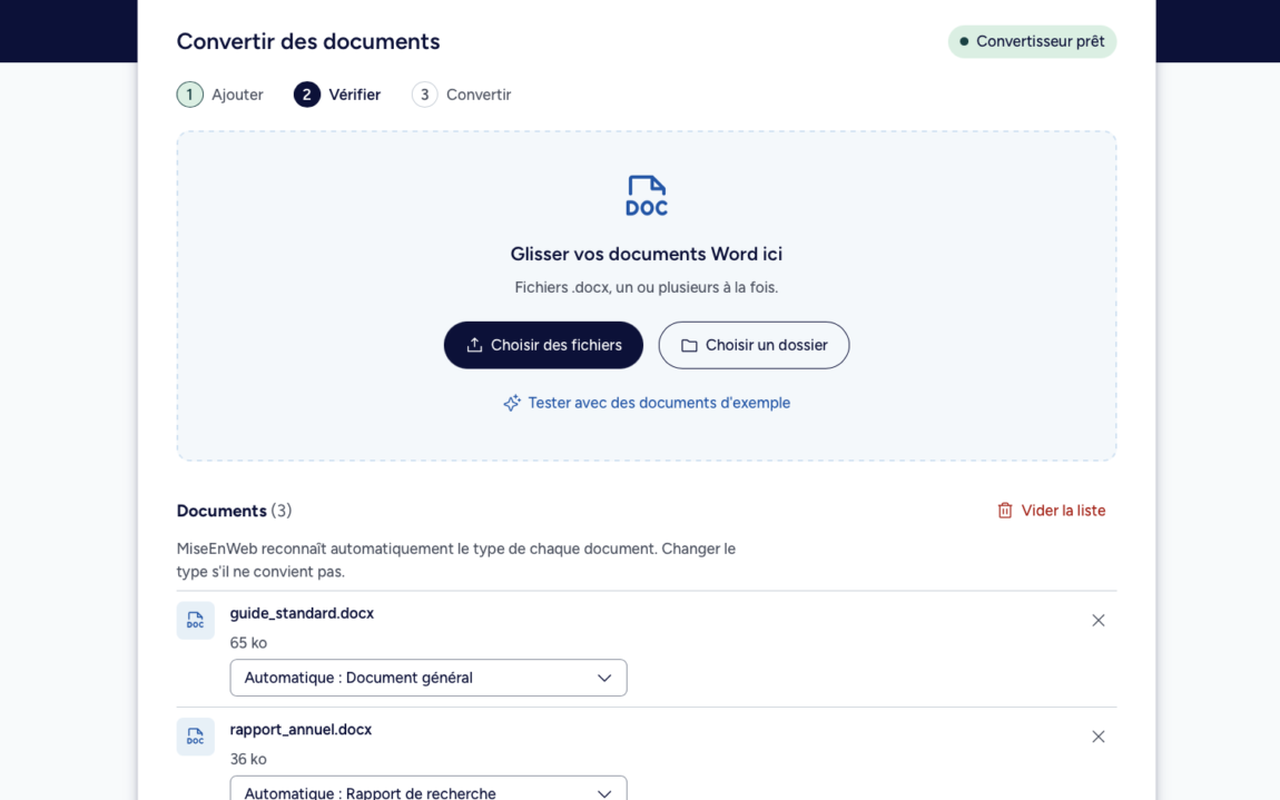 Convertir des documents
Convertisseur prêt
1 Ajouter
2 Vérifier
3 Convertir
DOC
Glisser vos documents Word ici
Fichiers .docx, un ou plusieurs à la fois.
Choisir des fichiers
Choisir un dossier
Tester avec des documents d'exemple
Documents (3)
Vider la liste
MiseEnWeb reconnaît automatiquement le type de chaque document. Changer le
type s'il ne convient pas.
DOC
guide_standard.docx
65 ko
Automatique : Document général
DOC
rapport_annuel.docx
36 ko
Automatique : Rapport de recherche